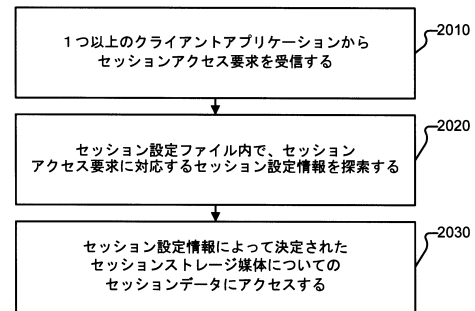 1つ以上のクライアントアプリケーションから
セッションアクセス要求を受信する
2010
セッション設定ファイル内で、セッション
アクセス要求に対応するセッション設定情報を探索する
2020
セッション設定情報によって決定された
セッションストレージ媒体についての
セッションデータにアクセスする
2030